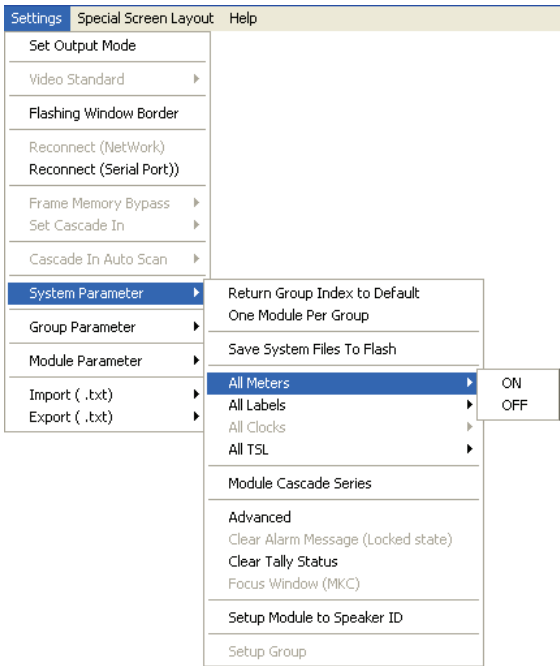 Settings Special Screen Layout Help
Set Output Mode
Video Standard
Flashing Window Border
Reconnect (NetWork)
Reconnect (Serial Port))
Frame Memory Bypass
Set Cascade In
Cascade In Auto Scan
System Parameter
Group Parameter
Module Parameter
Import ( .txt)
Export ( .txt)
Return Group Index to Default
One Module Per Group
Save System Files To Flash
All Meters
All Labels
All Clocks
All TSL
Module Cascade Series
Advanced
Clear Alarm Message (Locked state)
Clear Tally Status
Focus Window (MKC)
Setup Module to Speaker ID
Setup Group
ON
OFF